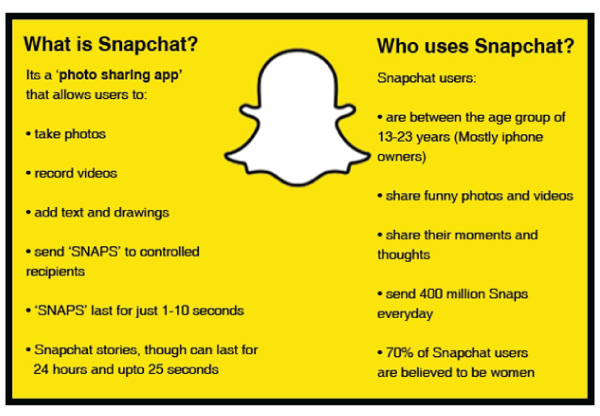 What is Snapchat?
Its a ‘photo sharing app’
that allows users to:
• take photos
• record videos
• add text and drawings
• send ‘SNAPS’ to controlled
recipients
• ‘SNAPS’ last for just 1-10 seconds
• Snapchat stories, though can last for
24 hours and upto 25 seconds
Who uses Snapchat?
Snapchat users:
• are between the age group of
13-23 years (Mostly iphone
owners)
• share funny photos and videos
• share their moments and
thoughts
• send 400 million Snaps
everyday
• 70% of Snapchat users
are believed to be women